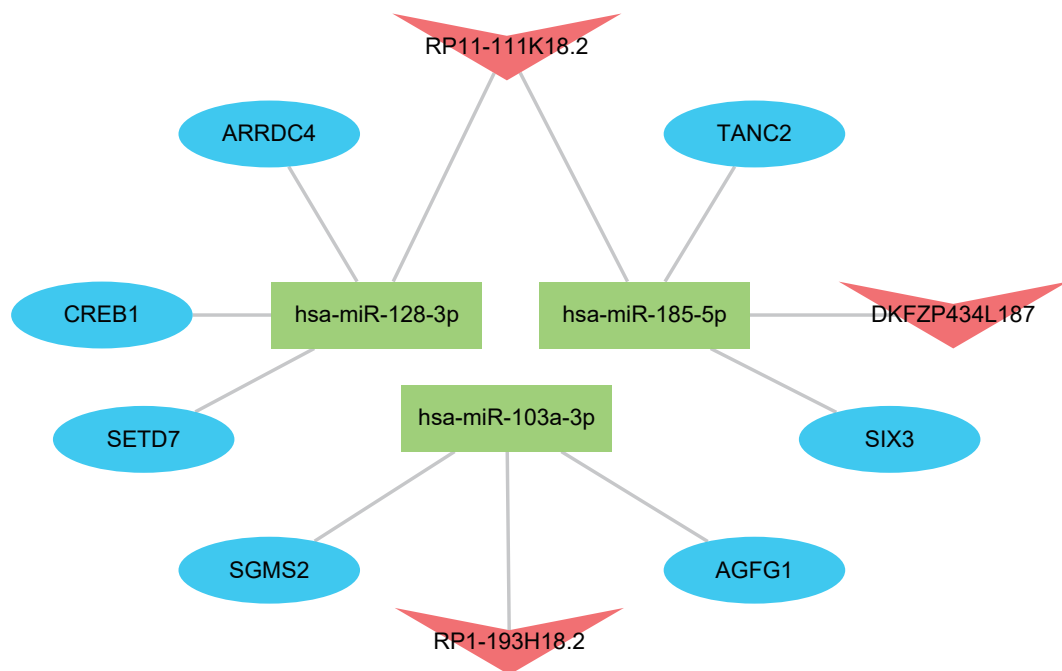 RP11-111K18.2
ARRDC4
TANC2
CREB1
hsa-miR-128-3p
hsa-miR-185-5p
DKFZP434L187
hsa-miR-103a-3p
SETD7
SIX3
SGMS2
AGFG1
RP1-193H18.2